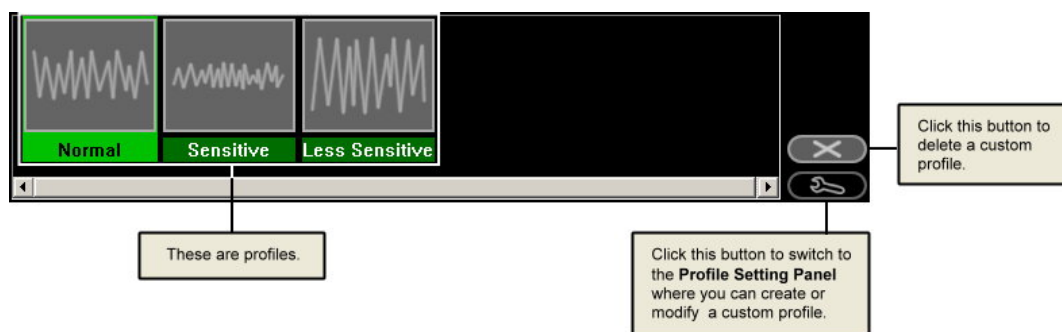 Normal
Sensitive
Less Sensitive
These are profiles.
Click this button to
delete a custom
profile.
Click this button to switch to
the Profile Setting Panel
where you can create or
modify a custom profile.